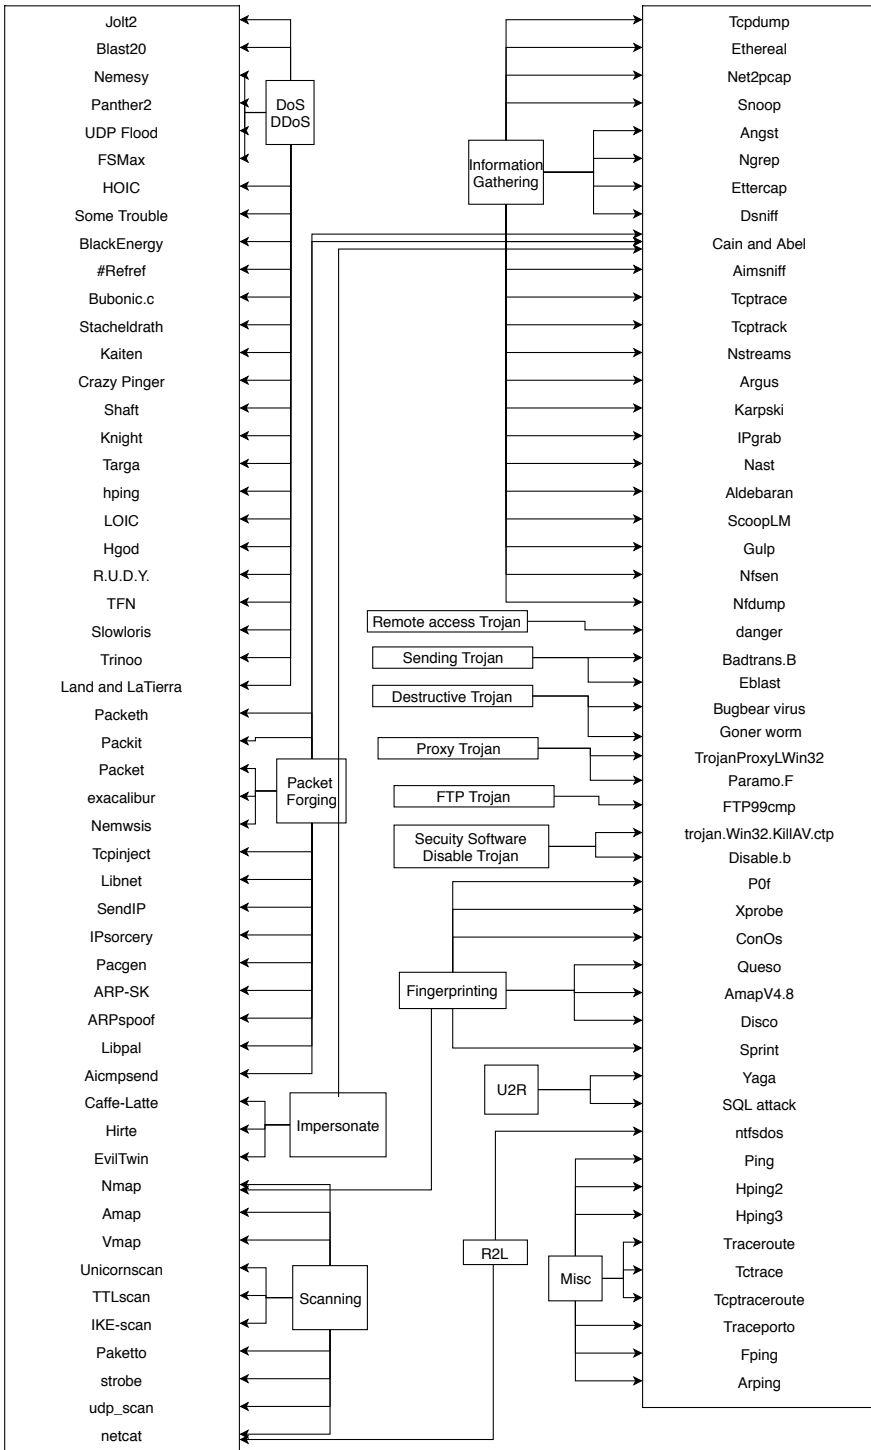 Jolt2
Blast20
Nemesy
Panther2
UDP Flood
FSMax
HOIC
Some Trouble
BlackEnergy
#Refref
Bubonic.c
Stacheldrath
Kaiten
Crazy Pinger
Shaft
Knight
Targa
hping
LOIC
Hgod
R.U.D.Y.
TFN
Slowloris
Trinoo
Land and LaTierra
Packeth
Packit
Packet
exacalibur
Nemwsis
Tcpinject
Libnet
SendIP
IPsorcery
Pacgen
ARP-SK
ARPspoof
Libpal
Aicmpsend
Caffe-Latte
Hirte
EvilTwin
Nmap
Amap
Vmap
Unicornscan
TTLscan
IKE-scan
Paketto
strobe
udp_scan
netcat
DoS
DDoS
Packet
Forging
Impersonate
Scanning
Information
Gathering
Remote access Trojan
Sending Trojan
Destructive Trojan
Proxy Trojan
FTP Trojan
Secuity Software
Disable Trojan
Fingerprinting
U2R
R2L
Misc
Tcpdump
Ethereal
Net2pcap
Snoop
Angst
Ngrep
Ettercap
Dsniff
Cain and Abel
Aimsniff
Tcptrace
Tcptrack
Nstreams
Argus
Karpski
IPgrab
Nast
Aldebaran
ScoopLM
Gulp
Nfsen
Nfdump
danger
Badtrans.B
Eblast
Bugbear virus
Goner worm
TrojanProxyLWin32
Paramo.F
FTP99cmp
trojan.Win32.KillAV.ctp
Disable.b
P0f
Xprobe
ConOs
Queso
AmapV4.8
Disco
Sprint
Yaga
SQL attack
ntfsdos
Ping
Hping2
Hping3
Traceroute
Tctrace
Tcptraceroute
Traceporto
Fping
Arping